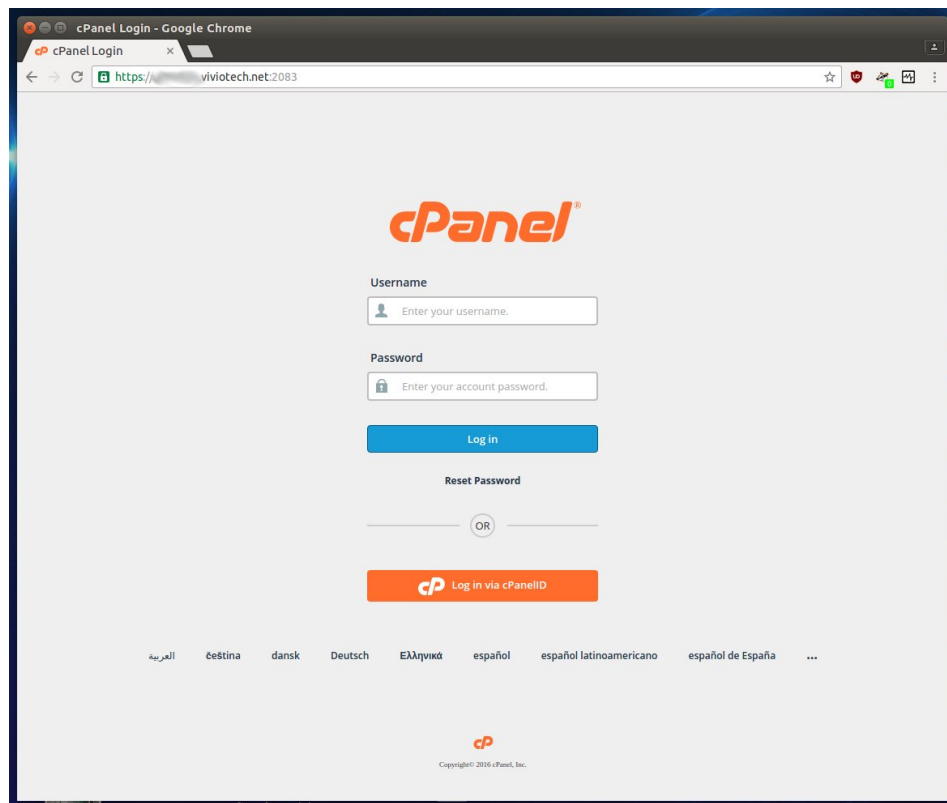 cPanel Login - Google Chrome
cPanel Login
https:// viviotech.net:2083
cPanel®
Username
Enter your username.
Password
Enter your account password.
Log in
Reset Password
OR
cP Log in via cPanelID
العربية čeština dansk Deutsch Ελληνικά español español latinoamericano español de España ...
cP
Copyright© 2016 cPanel, Inc.